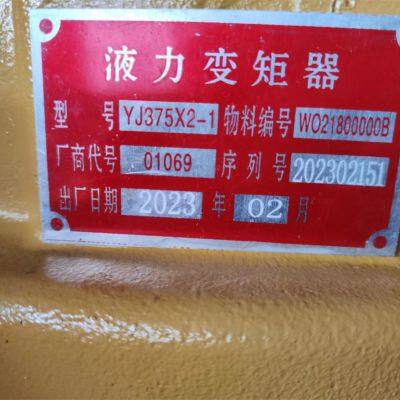 液力变矩器
型号 YJ375X2-1 物料编号 W021800000B
厂商代号 01069 序列号 202302151
出厂日期 2023 年 02 月